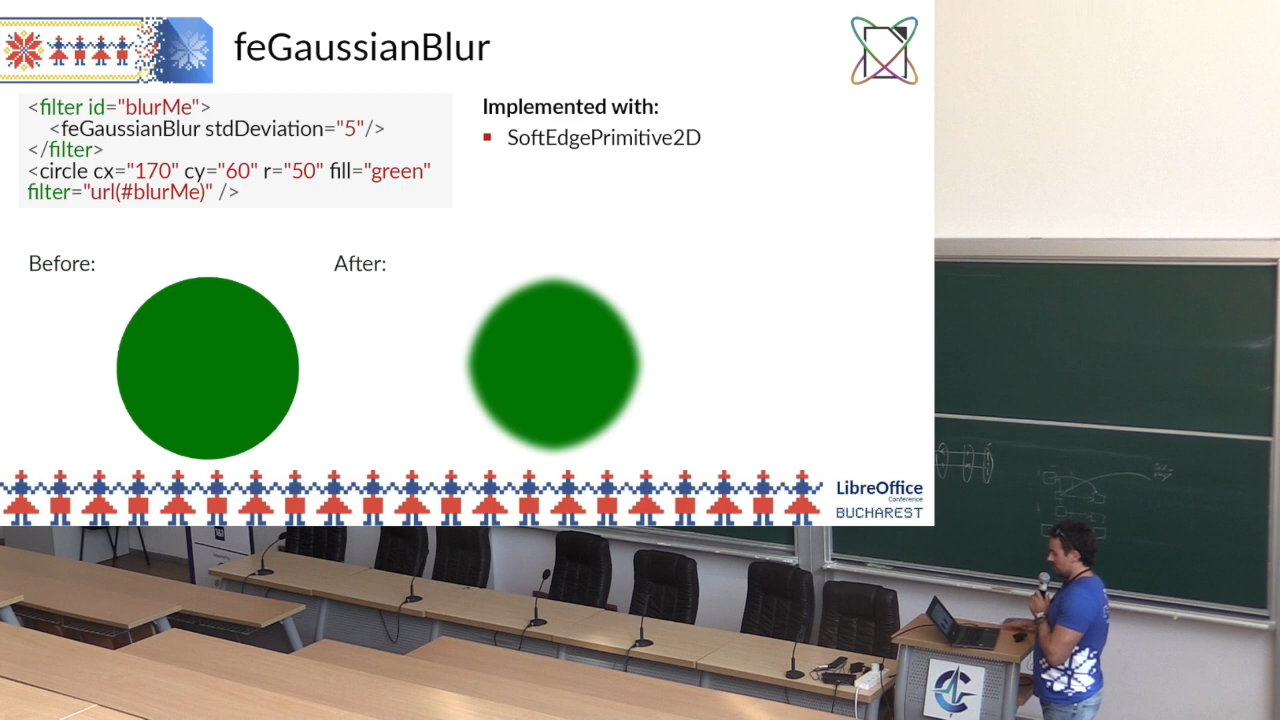 feGaussianBlur
<filter id="blurMe">
<feGaussianBlur stdDeviation="5"/>
</filter>
<circle cx="170" cy="60" r="50" fill="green"
filter="url(#blurMe)" />
Implemented with:
SoftEdgePrimitive2D
Before:
After:
LibreOffice
Conference
BUCHAREST